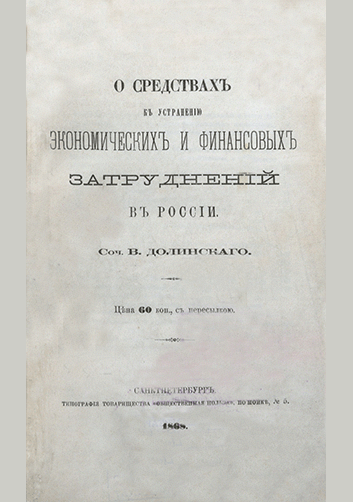 О СРЕДСТВАХЪ
КЪ УСТРАНЕНІЮ
ЭКОНОМИЧЕСКИХЪ И ФИНАНСОВЫХЪ
ЗАТРУДНЕНІЙ
ВЪ РОССІИ.
Соч. В. ДОЛИНСКАГО.
Цѣна 60 коп., съ пересылкою.
САНКТПЕТЕРБУРГЪ.
ТИПОГРАФІЯ ТОВАРИЩЕСТВА «ОБЩЕСТВЕННАЯ ПОЛЬЗА», ПО МОЙКѢ, № 5.
1868.